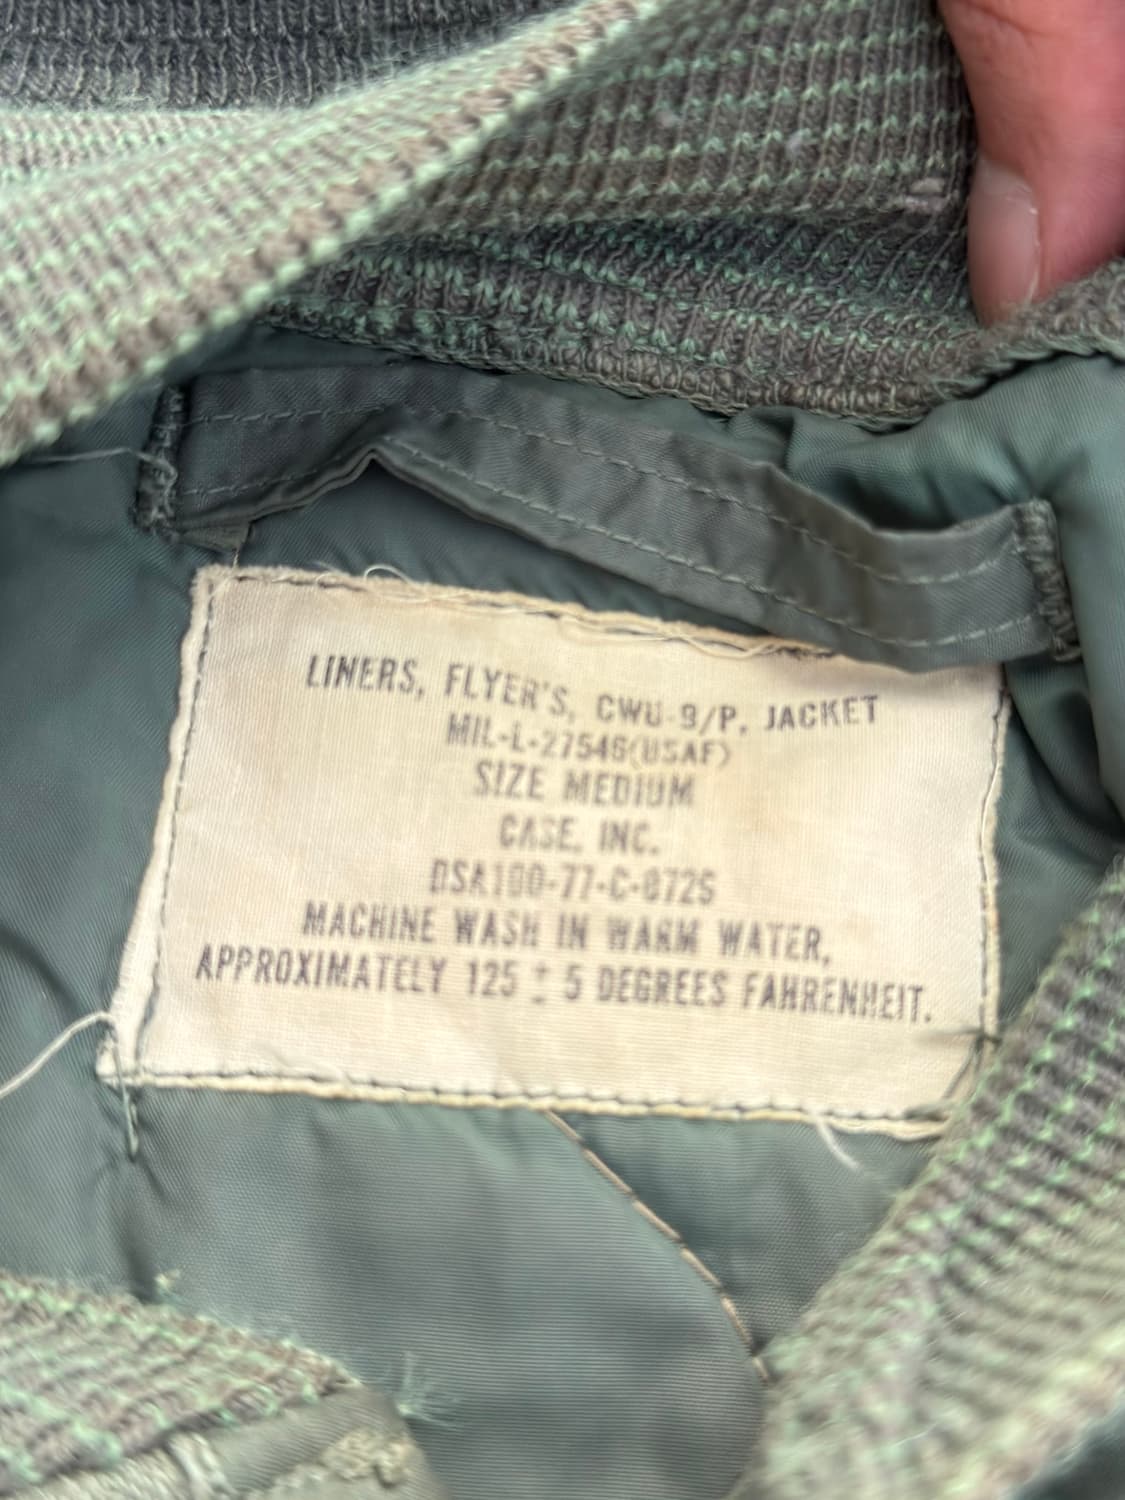 LINERS, FLYER'S, CWU-9/P, JACKET
MIL-L-27546(USAF)
SIZE MEDIUM
CASE, INC.
DSA100-77-C-0725
MACHINE WASH IN WARM WATER,
APPROXIMATELY 125 ± 5 DEGREES FAHRENHEIT.